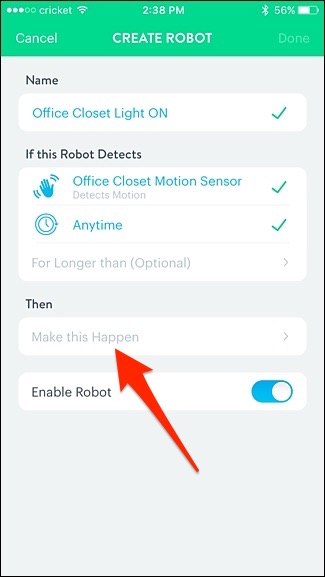 cricket 2:38 PM 56%
Cancel CREATE ROBOT Done
Name
Office Closet Light ON
If this Robot Detects
Office Closet Motion Sensor
Detects Motion
Anytime
For Longer than (Optional)
Then
Make this Happen
Enable Robot